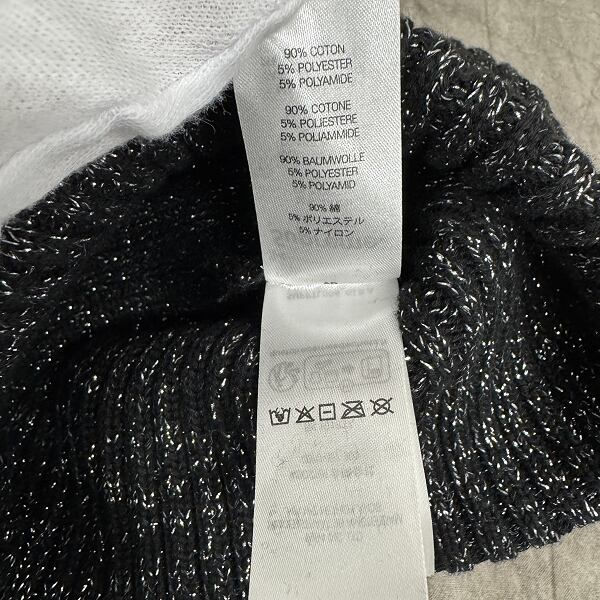 90% COTON
5% POLYESTER
5% POLYAMIDE
90% COTONE
5% POLIESTERE
5% POLIAMMIDE
90% BAUMWOLLE
5% POLYESTER
5% POLYAMID
90% 綿
5% ポリエステル
5% ナイロン